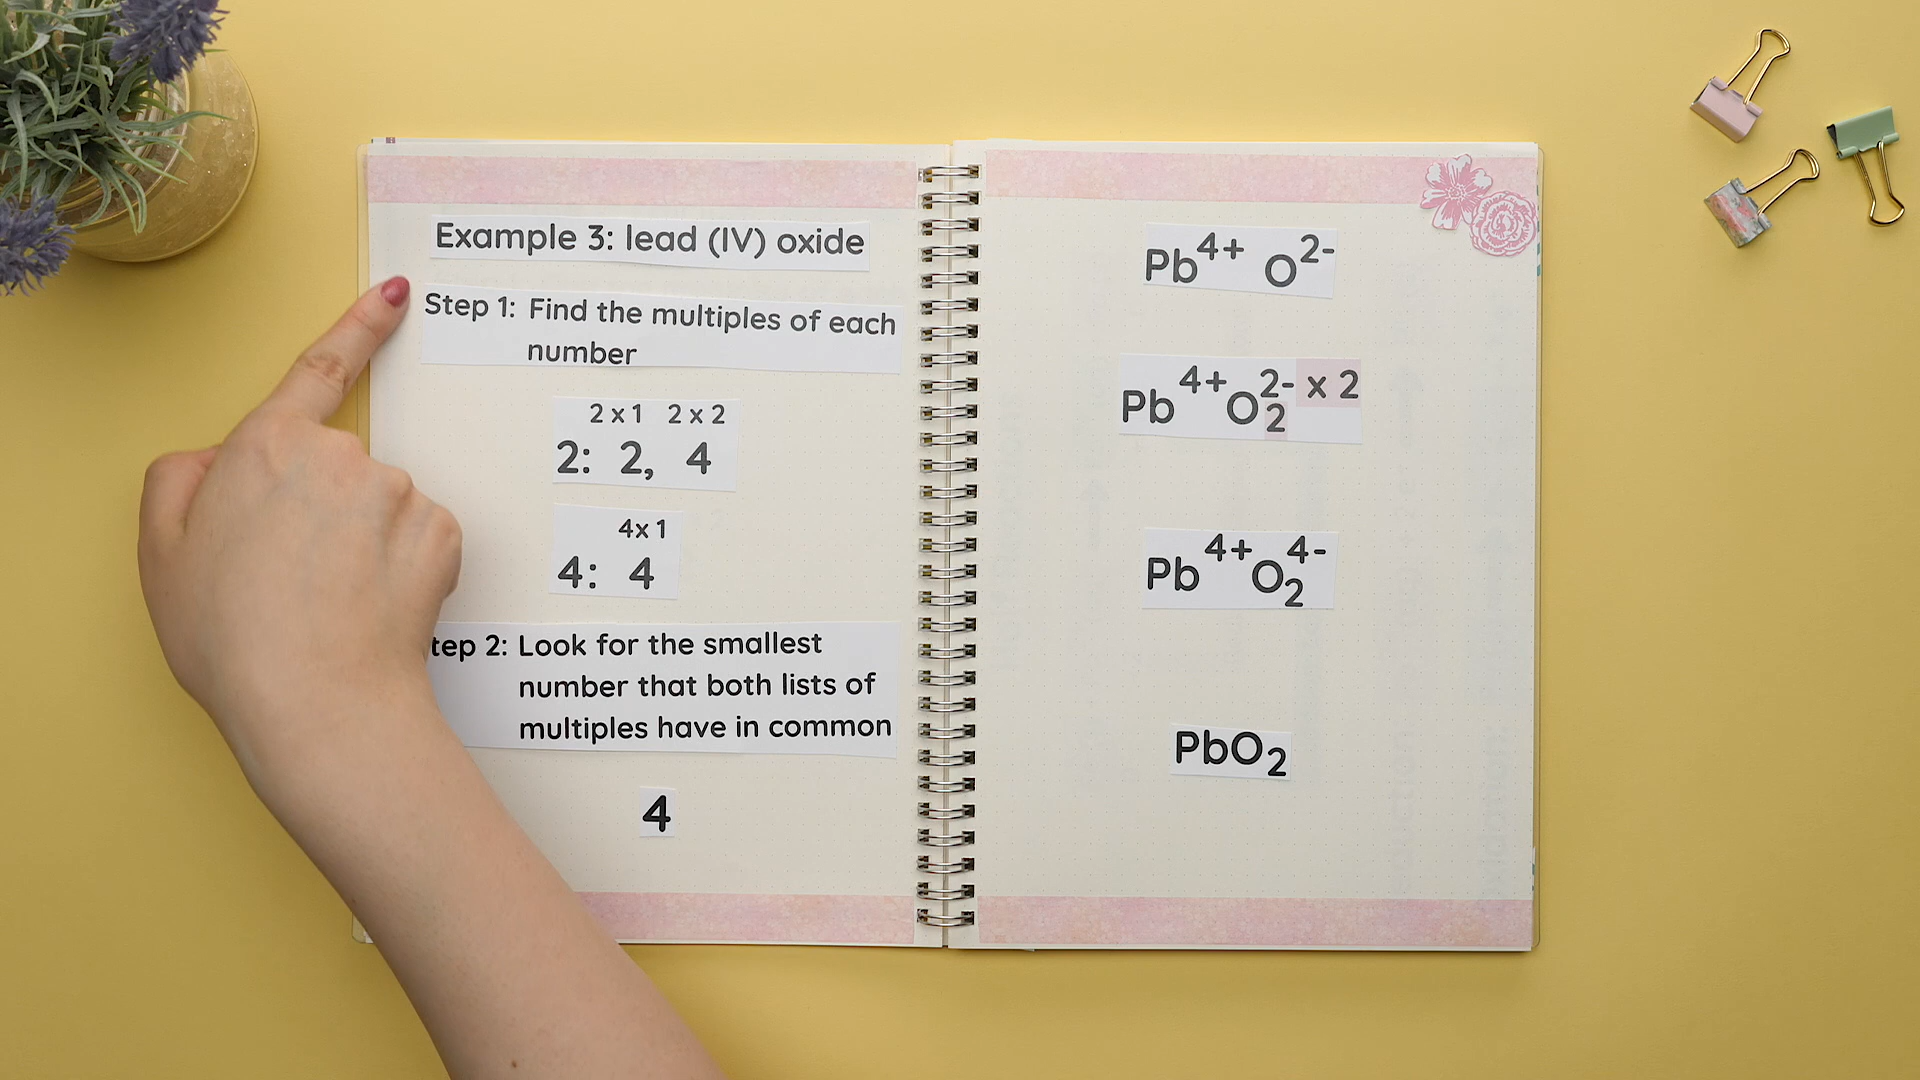 Example 3: lead (IV) oxide
Step 1: Find the multiples of each
number
2 x 1 2 x 2
2: 2, 4
4x 1
4: 4
tep 2: Look for the smallest
number that both lists of
multiples have in common
4
Pb⁴⁺ O²⁻
Pb⁴⁺O₂²⁻ x 2
Pb⁴⁺O₂⁴⁻
PbO₂